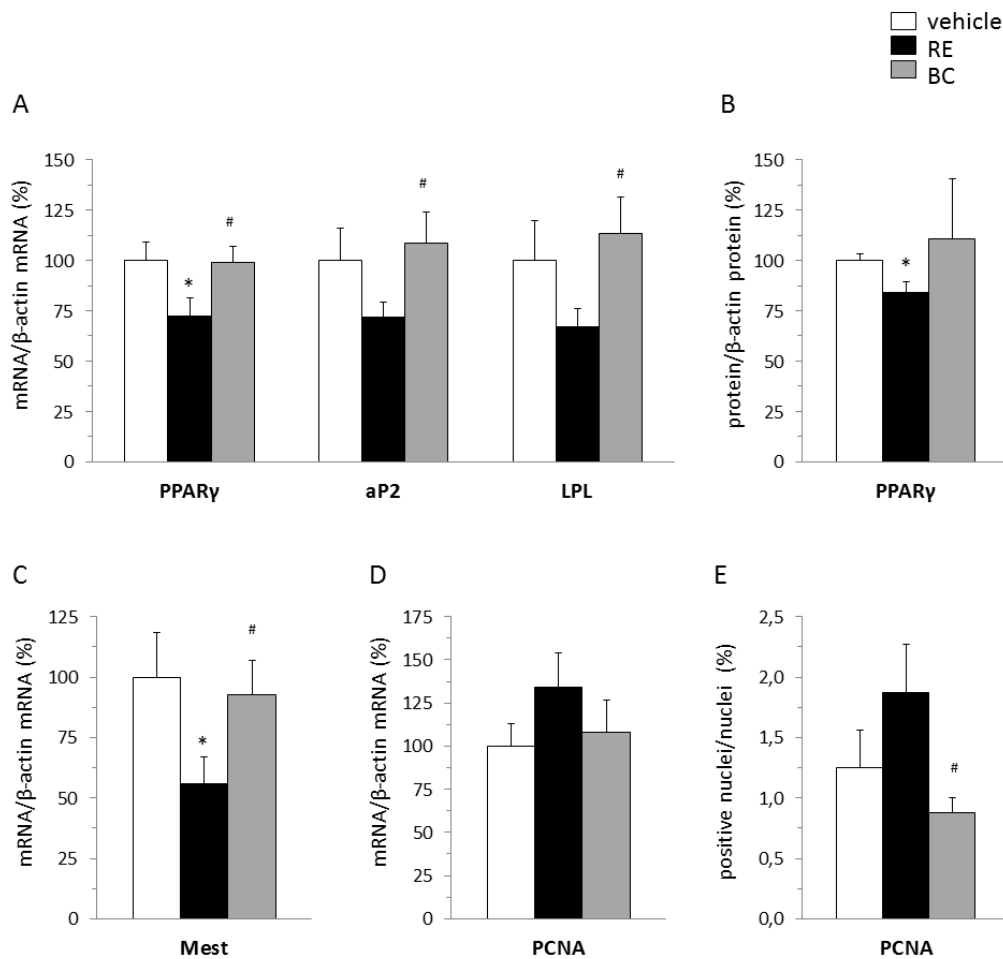 vehicle
RE
BC
A
B
mRNA/β-actin mRNA (%)
150
125
100
75
50
25
0
#
*
#
#
PPARγ aP2 LPL
protein/β-actin protein (%)
150
125
100
75
50
25
0
*
PPARγ
C
D
E
mRNA/β-actin mRNA (%)
125
100
75
50
25
0
#
*
Mest
mRNA/β-actin mRNA (%)
175
150
125
100
75
50
25
0
PCNA
positive nuclei/nuclei (%)
2,5
2,0
1,5
1,0
0,5
0,0
#
PCNA